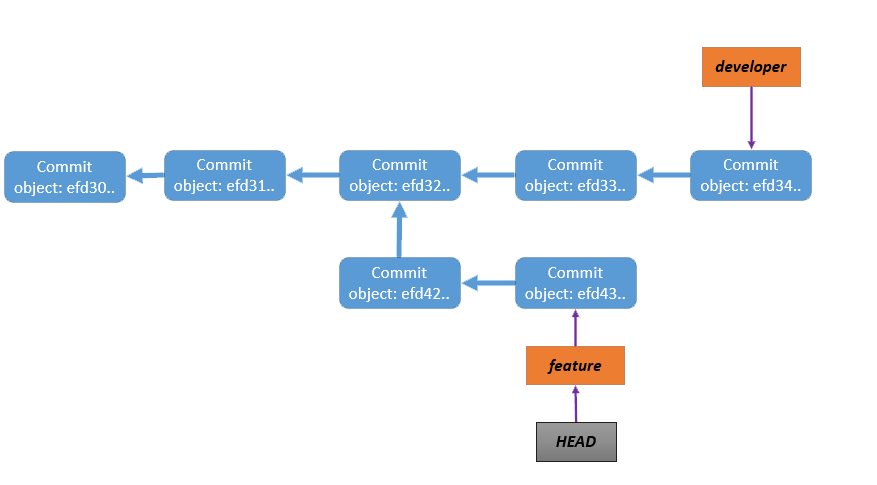 developer
Commit
object: efd30..
Commit
object: efd31..
Commit
object: efd32..
Commit
object: efd33..
Commit
object: efd34..
Commit
object: efd42..
Commit
object: efd43..
feature
HEAD